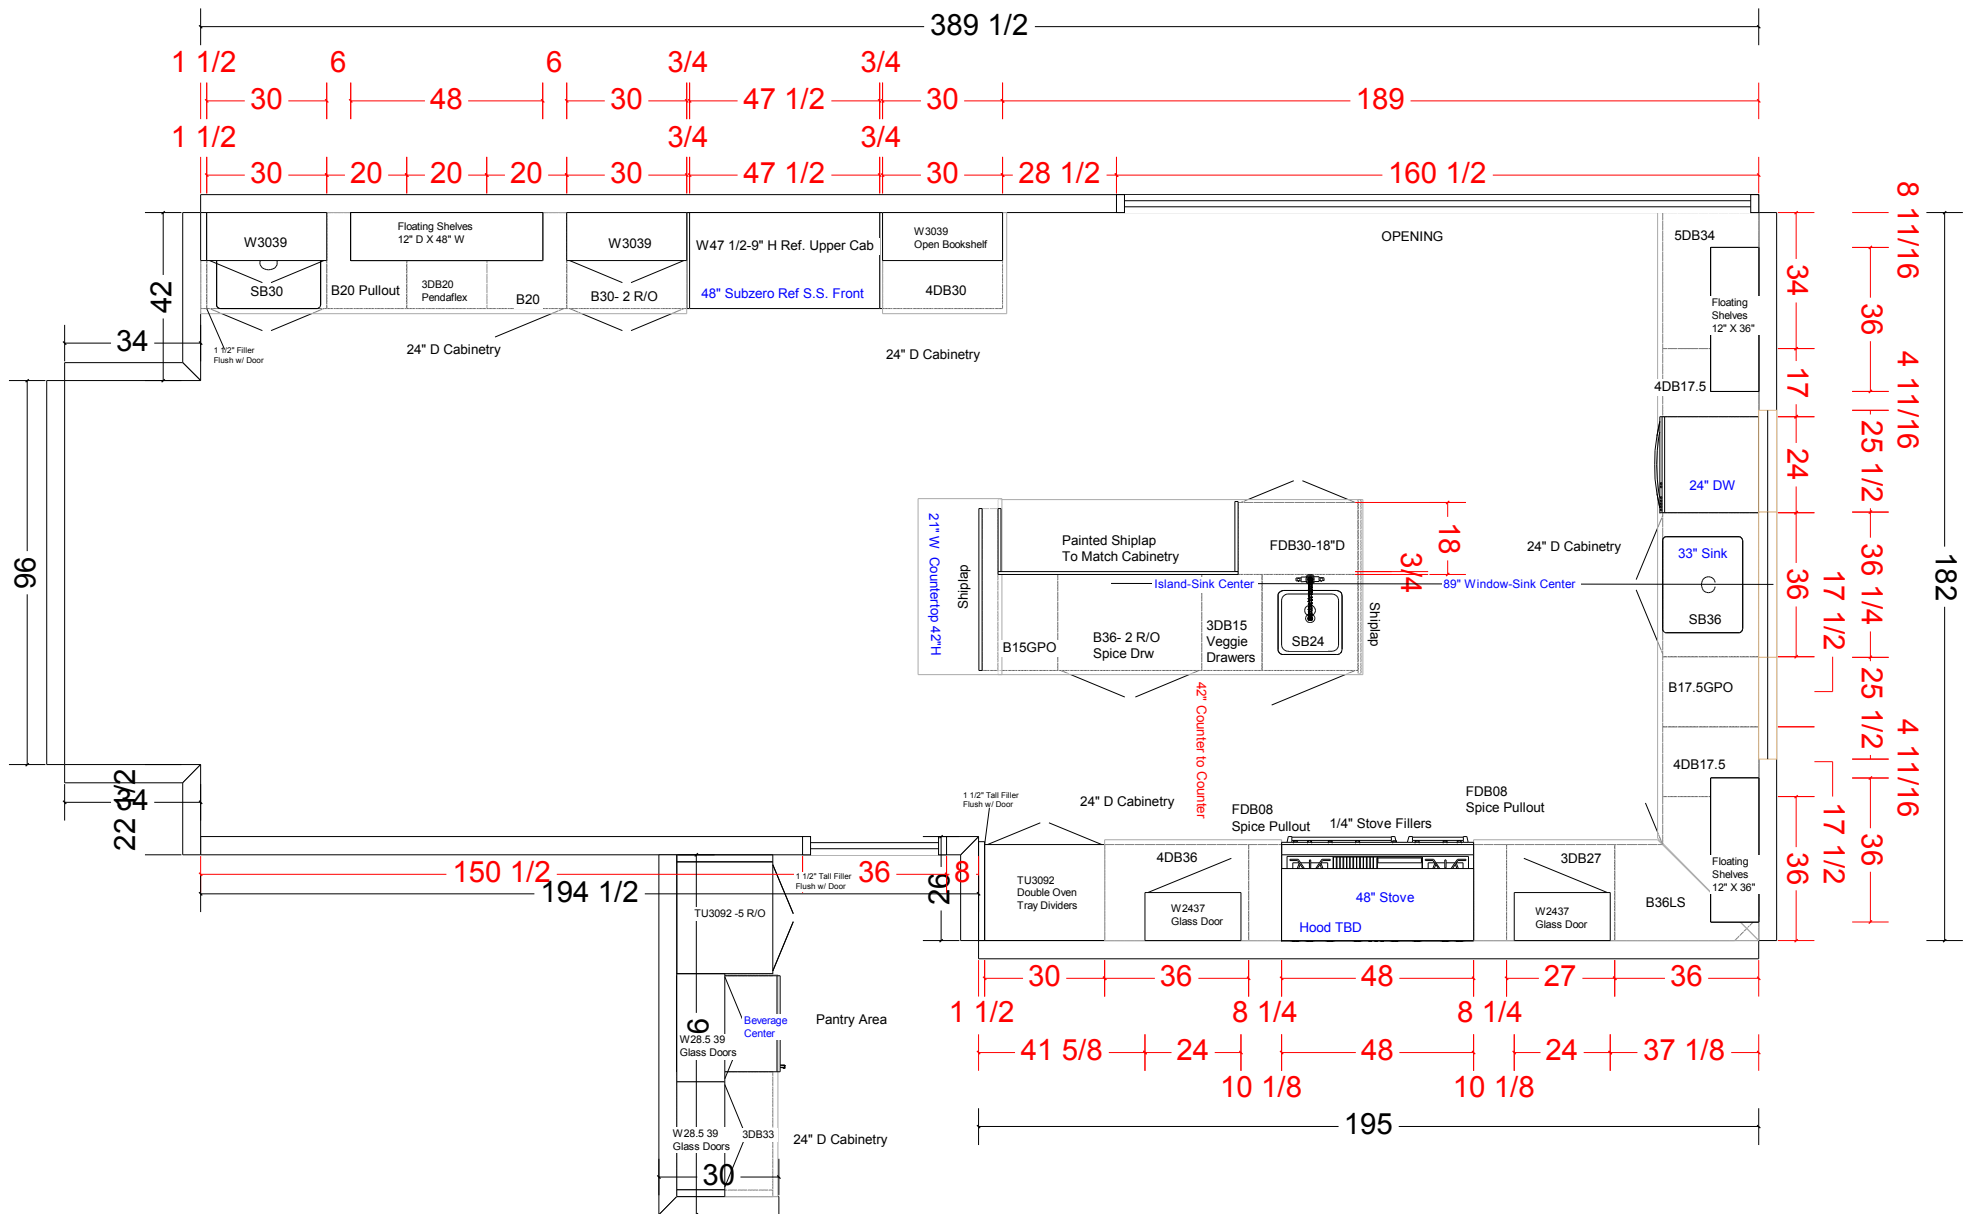 389 1/2
1 1/2
6
6
3/4
3/4
30
48
30
47 1/2
30
189
1 1/2
3/4
3/4
30
20
20
20
30
47 1/2
30
28 1/2
160 1/2
8 11/16
W3039
Floating Shelves
12" D X 48" W
W3039
W47 1/2-9" H Ref. Upper Cab
W3039
Open Bookshelf
OPENING
5DB34
SB30
B20 Pullout
3DB20
Pendaflex
B20
B30- 2 R/O
48" Subzero Ref S.S. Front
4DB30
42
34
1 1/2" Filler
Flush w/ Door
24" D Cabinetry
24" D Cabinetry
Floating
Shelves
12" X 36"
34
36
4 11/16
4DB17.5
17
96
24" DW
24
25 1/2
21" W Countertop 42"H
Shiplap
Painted Shiplap
To Match Cabinetry
FDB30-18"D
18
3/4
24" D Cabinetry
33" Sink
Island-Sink Center
89" Window-Sink Center
36
36 1/4
182
17 1/2
B15GPO
B36- 2 R/O
Spice Drw
3DB15
Veggie
Drawers
SB24
Shiplap
SB36
B17.5GPO
25 1/2
4 11/16
42" Counter to Counter
4DB17.5
17 1/2
22 1/2
34
1 1/2" Tall Filler
Flush w/ Door
24" D Cabinetry
FDB08
Spice Pullout
1/4" Stove Fillers
FDB08
Spice Pullout
36
36
150 1/2
1 1/2" Tall Filler
Flush w/ Door
36
8
194 1/2
26
TU3092
Double Oven
Tray Dividers
4DB36
W2437
Glass Door
48" Stove
Hood TBD
3DB27
W2437
Glass Door
B36LS
Floating
Shelves
12" X 36"
TU3092 -5 R/O
30
36
48
27
36
1 1/2
8 1/4
8 1/4
Beverage
Center
Pantry Area
6
W28.5 39
Glass Doors
41 5/8
24
48
24
37 1/8
10 1/8
10 1/8
195
W28.5 39
Glass Doors
3DB33
24" D Cabinetry
30